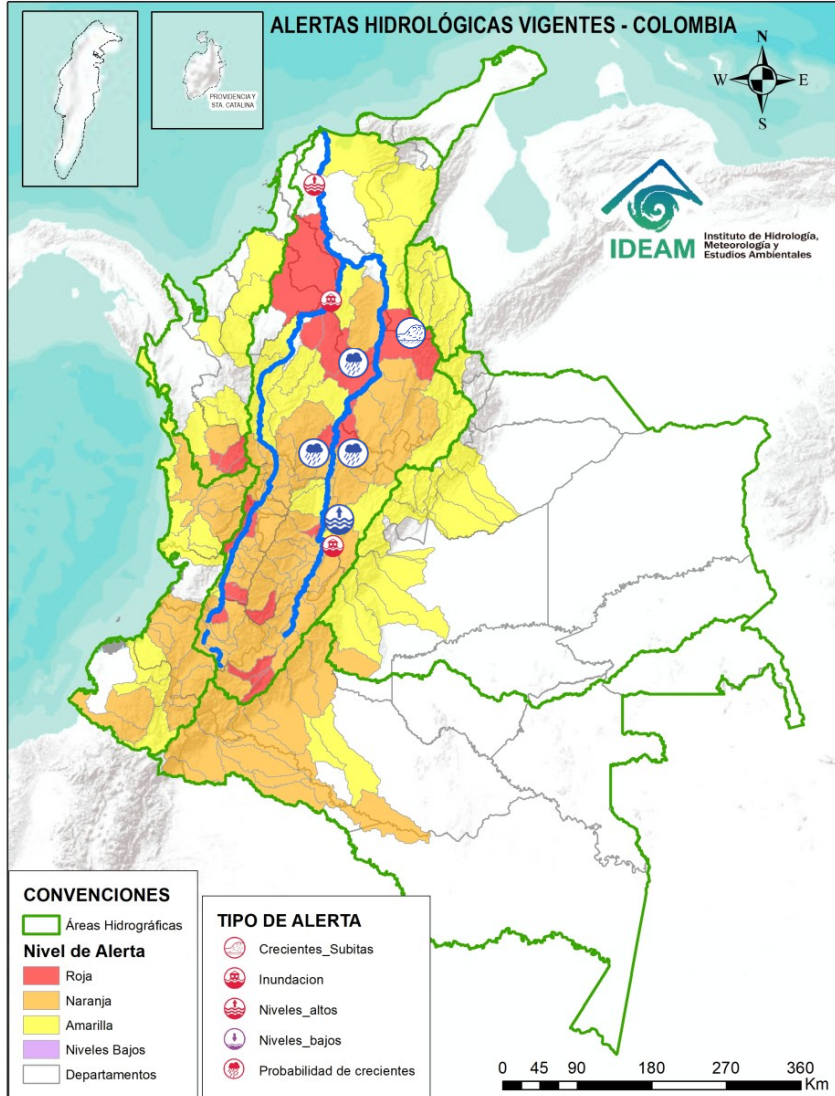 ALERTAS HIDROLÓGICAS VIGENTES - COLOMBIA
PROVIDENCIA Y
STA. CATALINA
N
W
E
S
IDEAM
Instituto de Hidrología,
Meteorología y
Estudios Ambientales
CONVENCIONES
Áreas Hidrográficas
Nivel de Alerta
Roja
Naranja
Amarilla
Niveles Bajos
Departamentos
TIPO DE ALERTA
Crecientes_Subitas
Inundacion
Niveles_altos
Niveles_bajos
Probabilidad de crecientes
0 45 90 180 270 360
Km